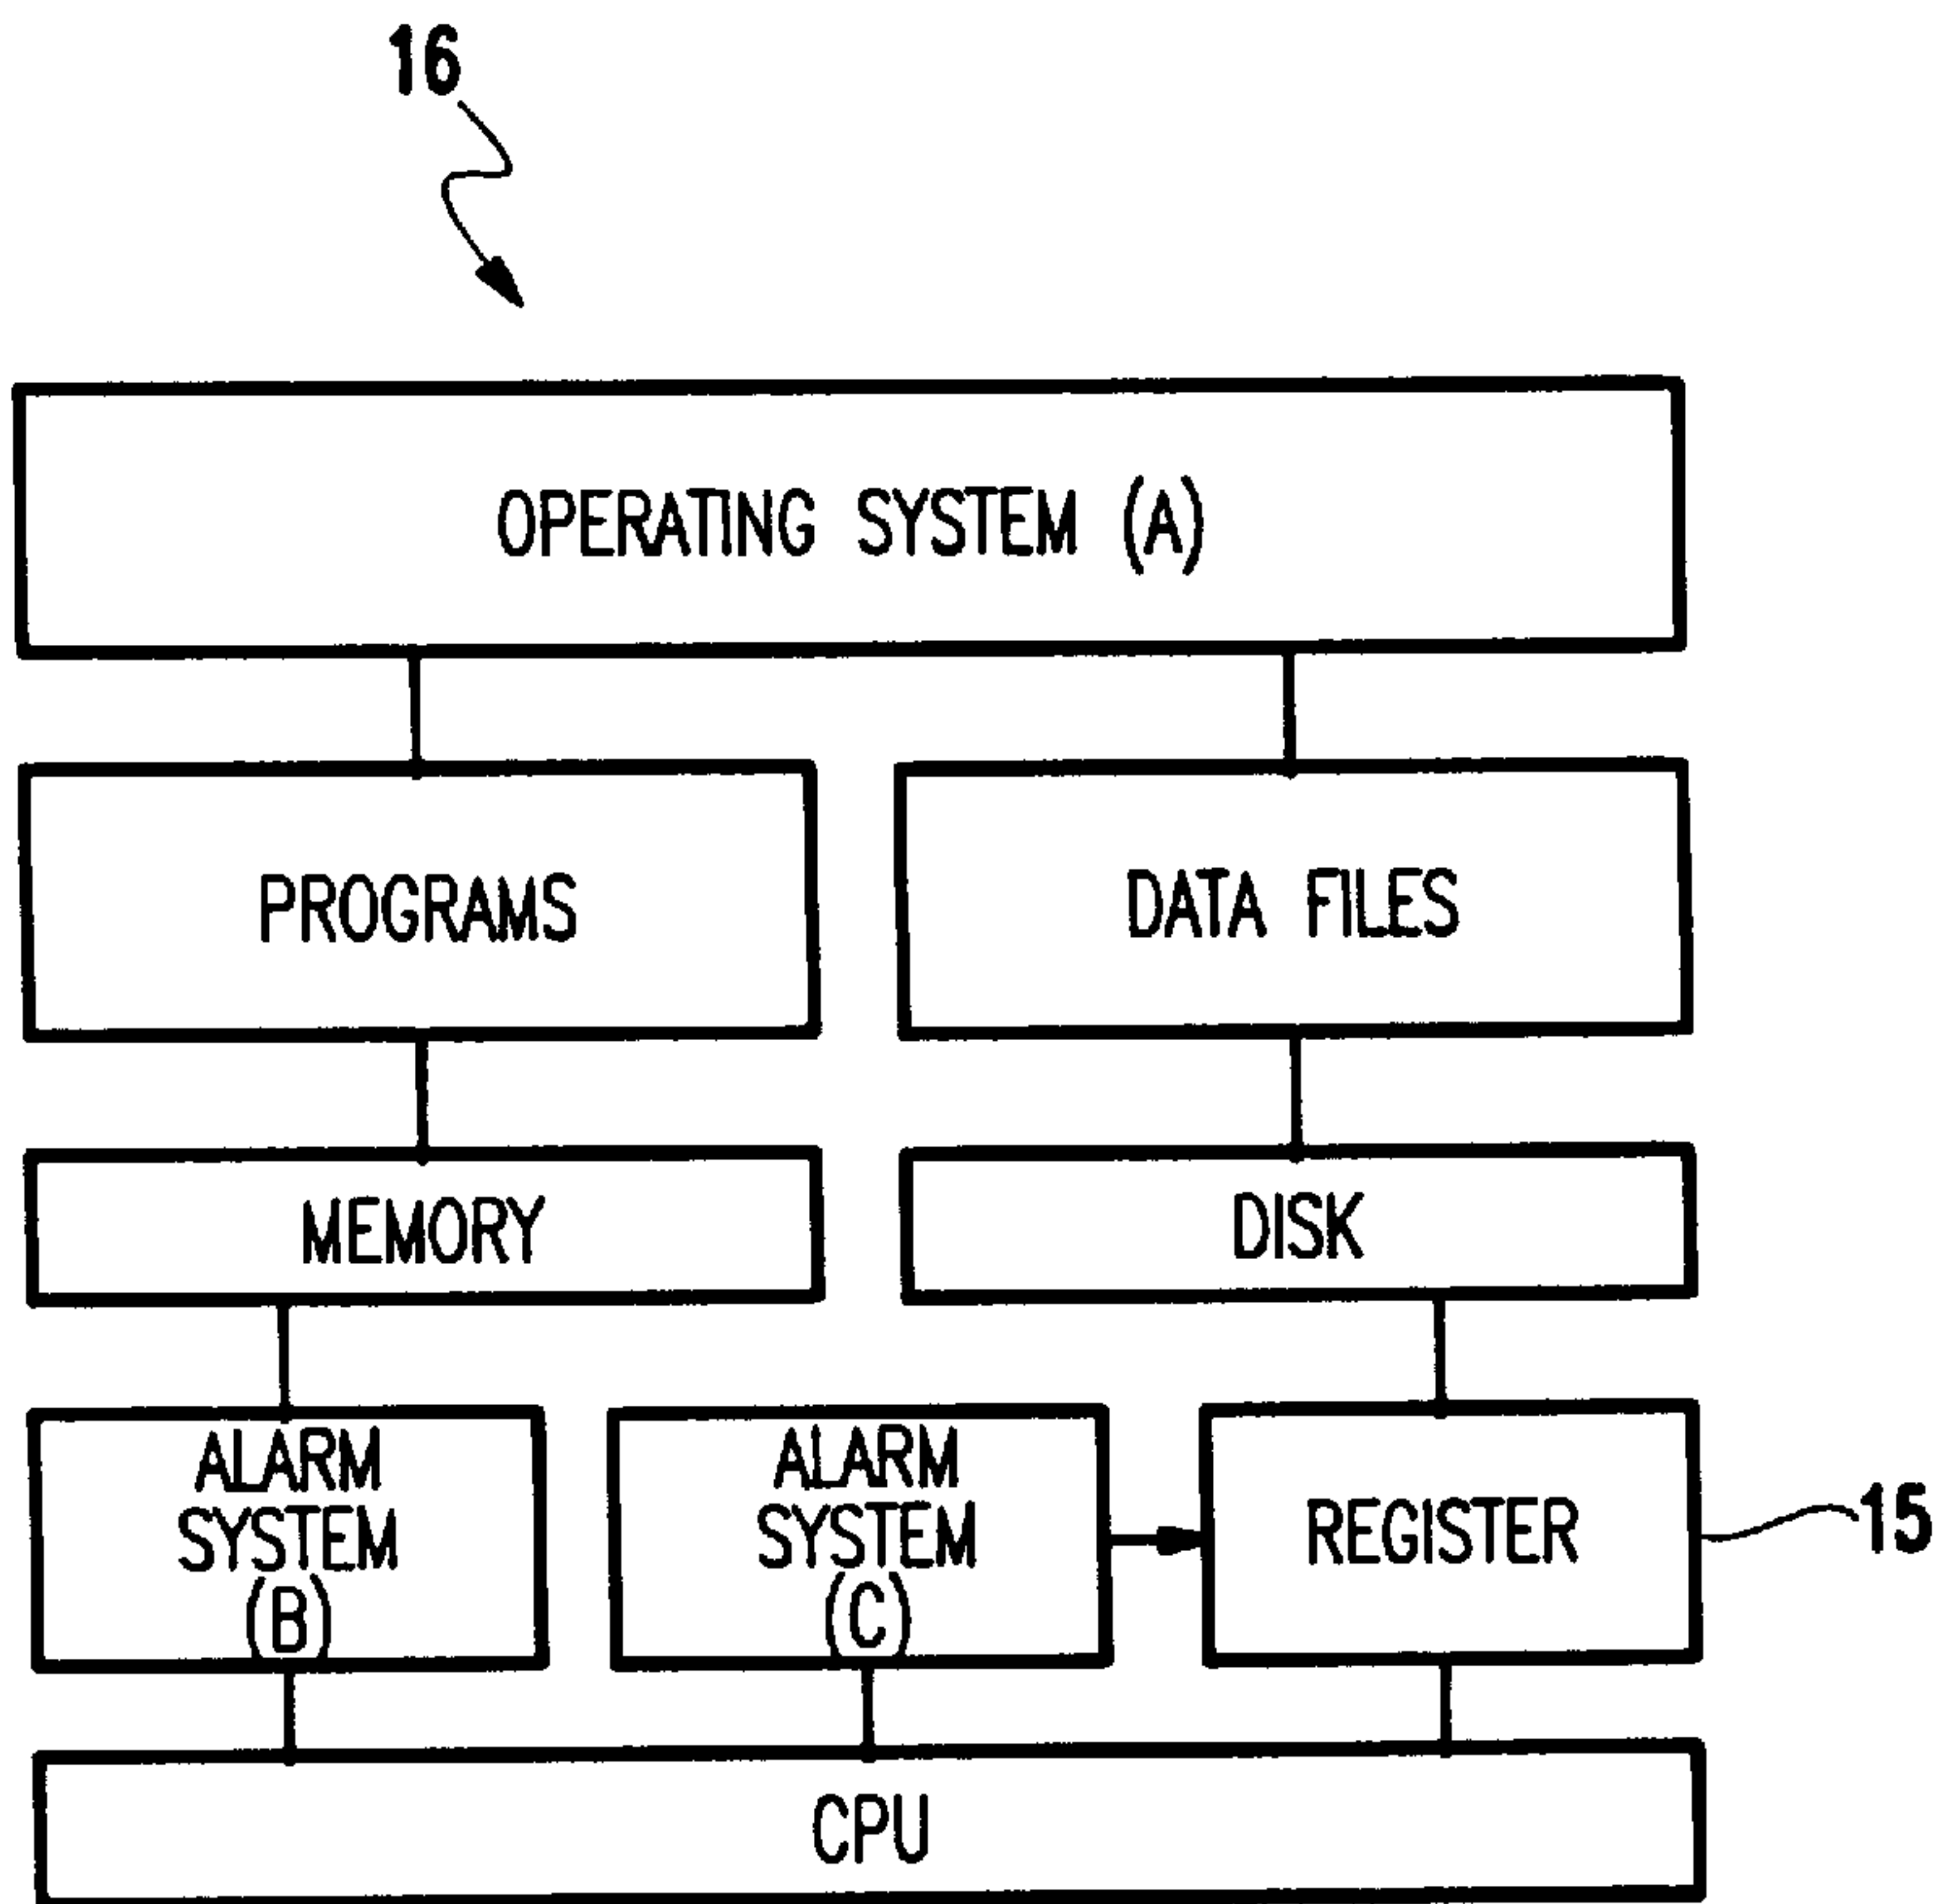 16
OPERATING SYSTEM (A)
PROGRAMS
DATA FILES
MEMORY
DISK
ALARM
SYSTEM
(B)
ALARM
SYSTEM
(C)
REGISTER
15
CPU